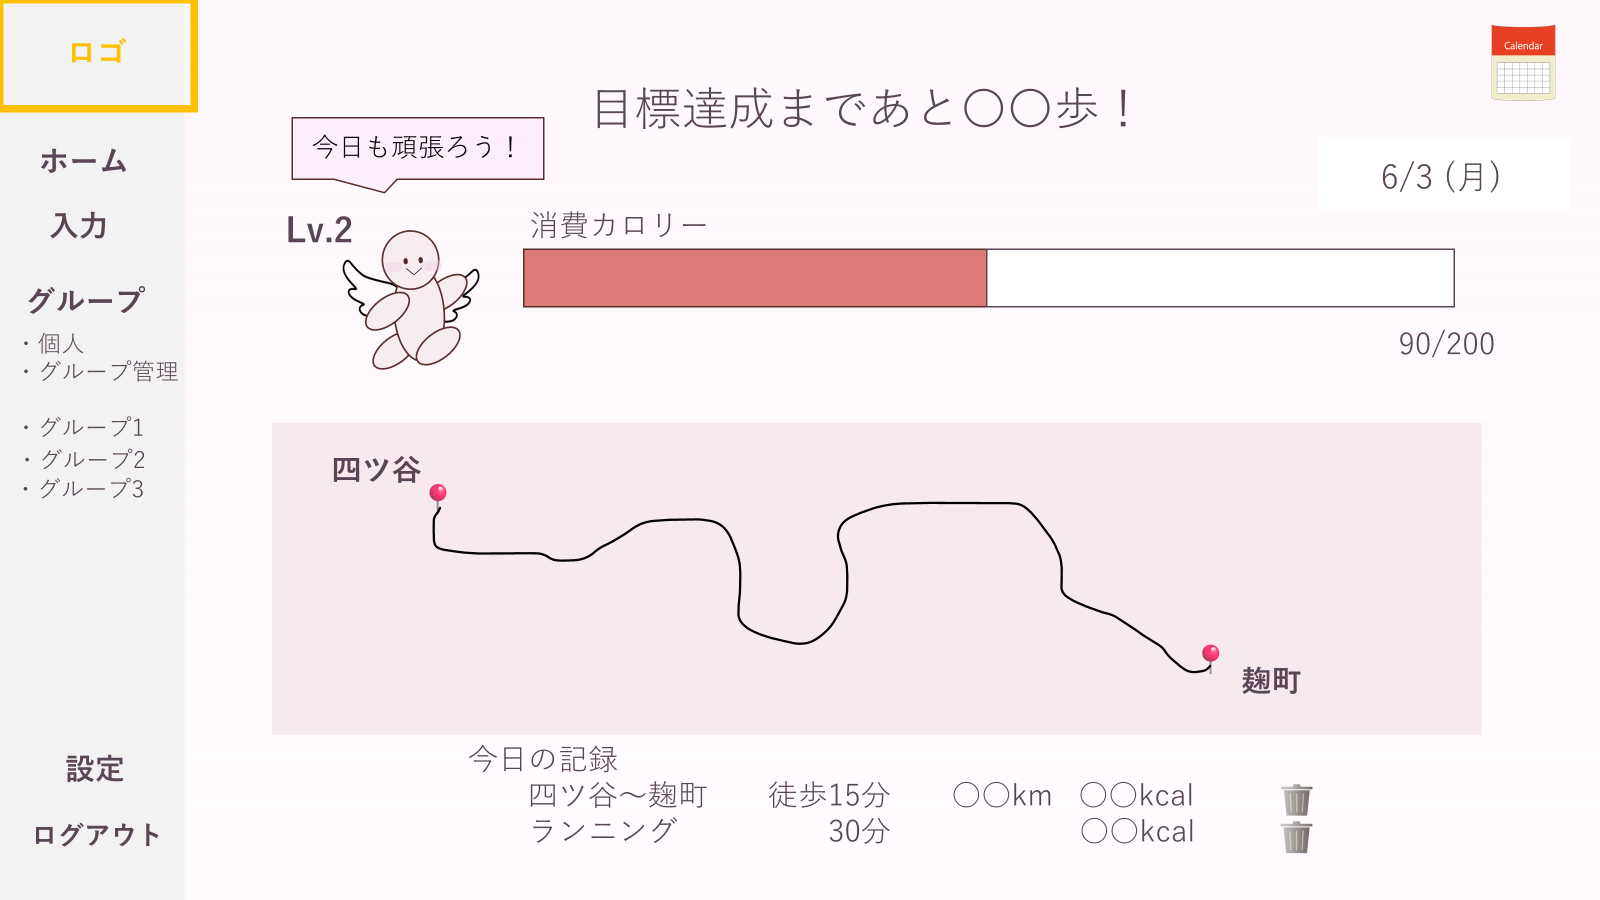 ロゴ
ホーム
入力
グループ
・個人
・グループ管理
・グループ1
・グループ2
・グループ3
設定
ログアウト
Calendar
目標達成まであと〇〇歩！
今日も頑張ろう！
6/3 (月)
Lv.2
消費カロリー
90/200
四ツ谷
麹町
今日の記録
四ツ谷～麹町 徒歩15分 〇〇km 〇〇kcal
ランニング 30分 〇〇kcal